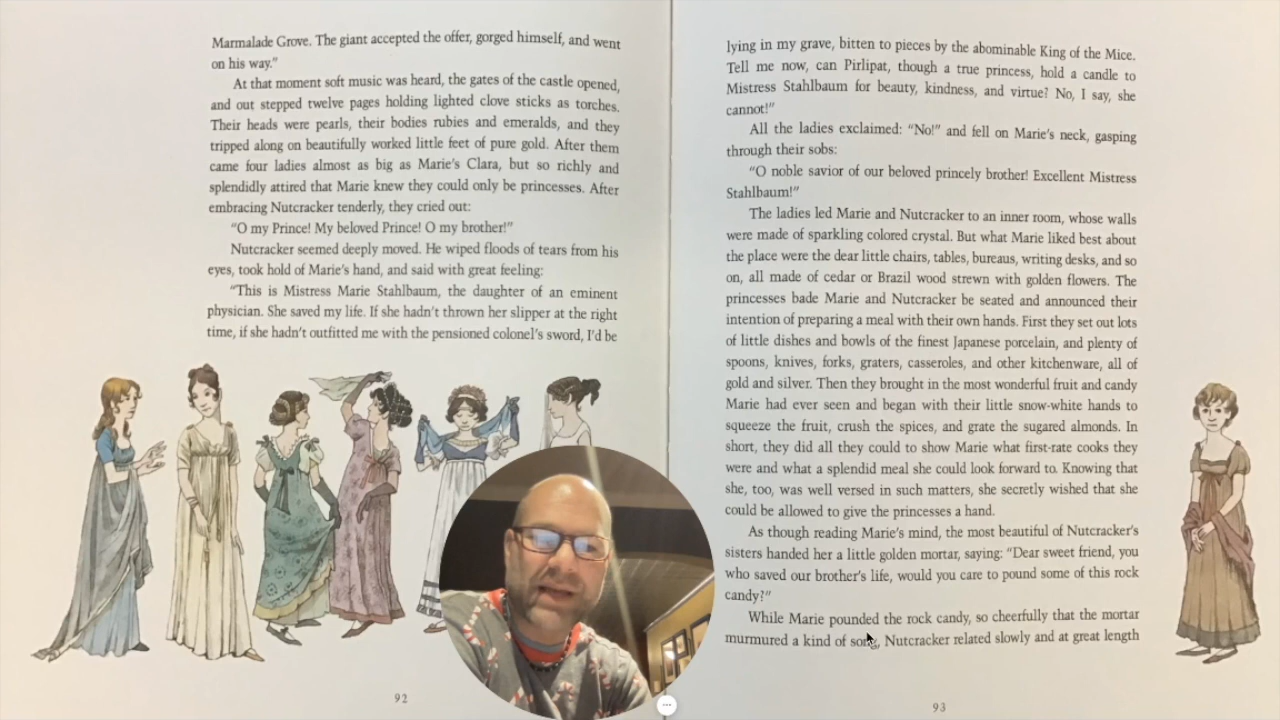 Marmalade Grove. The giant accepted the offer, gorged himself, and went
on his way.”
At that moment soft music was heard, the gates of the castle opened,
and out stepped twelve pages holding lighted clove sticks as torches.
Their heads were pearls, their bodies rubies and emeralds, and they
tripped along on beautifully worked little feet of pure gold. After them
came four ladies almost as big as Marie's Clara, but so richly and
splendidly attired that Marie knew they could only be princesses. After
embracing Nutcracker tenderly, they cried out:
“O my Prince! My beloved Prince! O my brother!”
Nutcracker seemed deeply moved. He wiped floods of tears from his
eyes, took hold of Marie's hand, and said with great feeling:
“This is Mistress Marie Stahlbaum, the daughter of an eminent
physician. She saved my life. If she hadn't thrown her slipper at the right
time, if she hadn't outfitted me with the pensioned colonel's sword, I'd be
92
lying in my grave, bitten to pieces by the abominable King of the Mice.
Tell me now, can Pirlipat, though a true princess, hold a candle to
Mistress Stahlbaum for beauty, kindness, and virtue? No, I say, she
cannot!”
All the ladies exclaimed: “No!” and fell on Marie's neck, gasping
through their sobs:
“O noble savior of our beloved princely brother! Excellent Mistress
Stahlbaum!”
The ladies led Marie and Nutcracker to an inner room, whose walls
were made of sparkling colored crystal. But what Marie liked best about
the place were the dear little chairs, tables, bureaus, writing desks, and so
on, all made of cedar or Brazil wood strewn with golden flowers. The
princesses bade Marie and Nutcracker be seated and announced their
intention of preparing a meal with their own hands. First they set out lots
of little dishes and bowls of the finest Japanese porcelain, and plenty of
spoons, knives, forks, graters, casseroles, and other kitchenware, all of
gold and silver. Then they brought in the most wonderful fruit and candy
Marie had ever seen and began with their little snow-white hands to
squeeze the fruit, crush the spices, and grate the sugared almonds. In
short, they did all they could to show Marie what first-rate cooks they
were and what a splendid meal she could look forward to. Knowing that
she, too, was well versed in such matters, she secretly wished that she
could be allowed to give the princesses a hand.
As though reading Marie's mind, the most beautiful of Nutcracker's
sisters handed her a little golden mortar, saying: “Dear sweet friend, you
who saved our brother's life, would you care to pound some of this rock
candy?”
While Marie pounded the rock candy, so cheerfully that the mortar
murmured a kind of song, Nutcracker related slowly and at great length
93